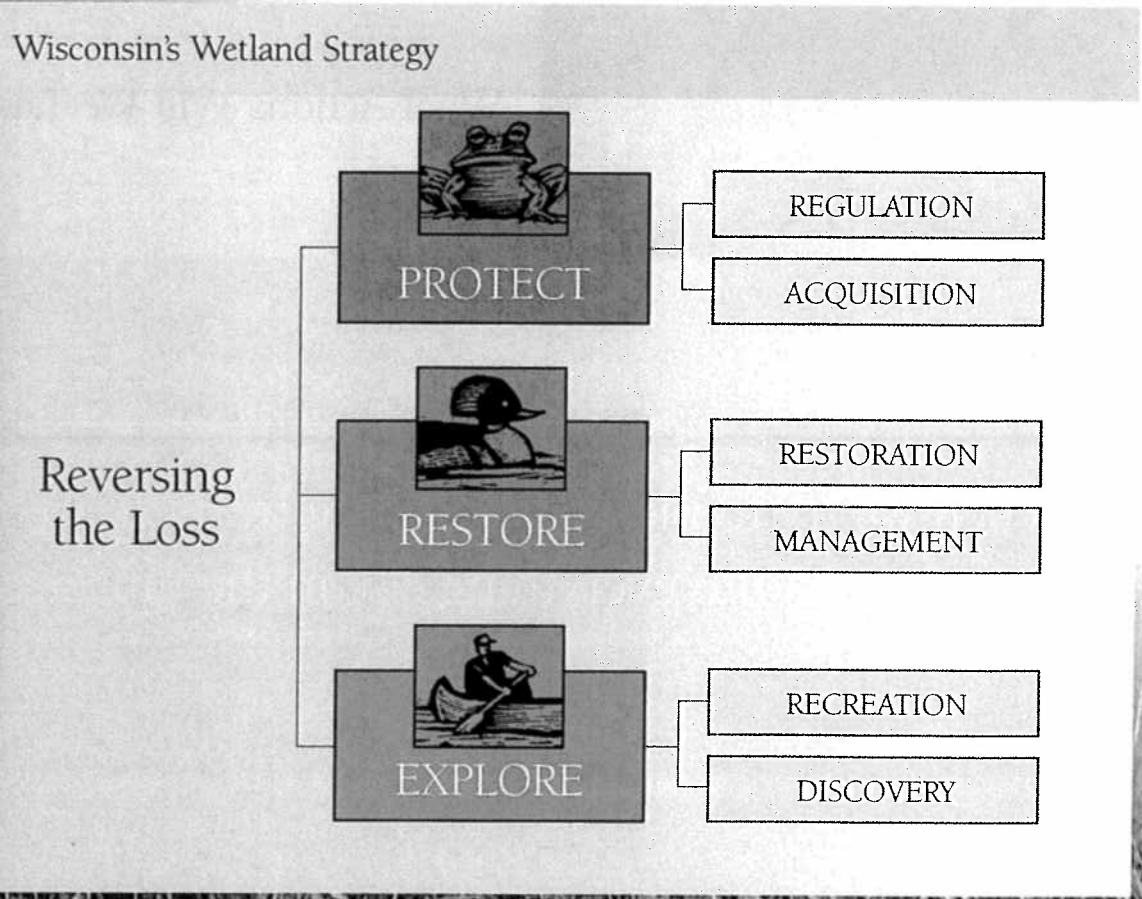 Wisconsin's Wetland Strategy
Reversing
the Loss
PROTECT
REGULATION
ACQUISITION
RESTORE
RESTORATION
MANAGEMENT
EXPLORE
RECREATION
DISCOVERY